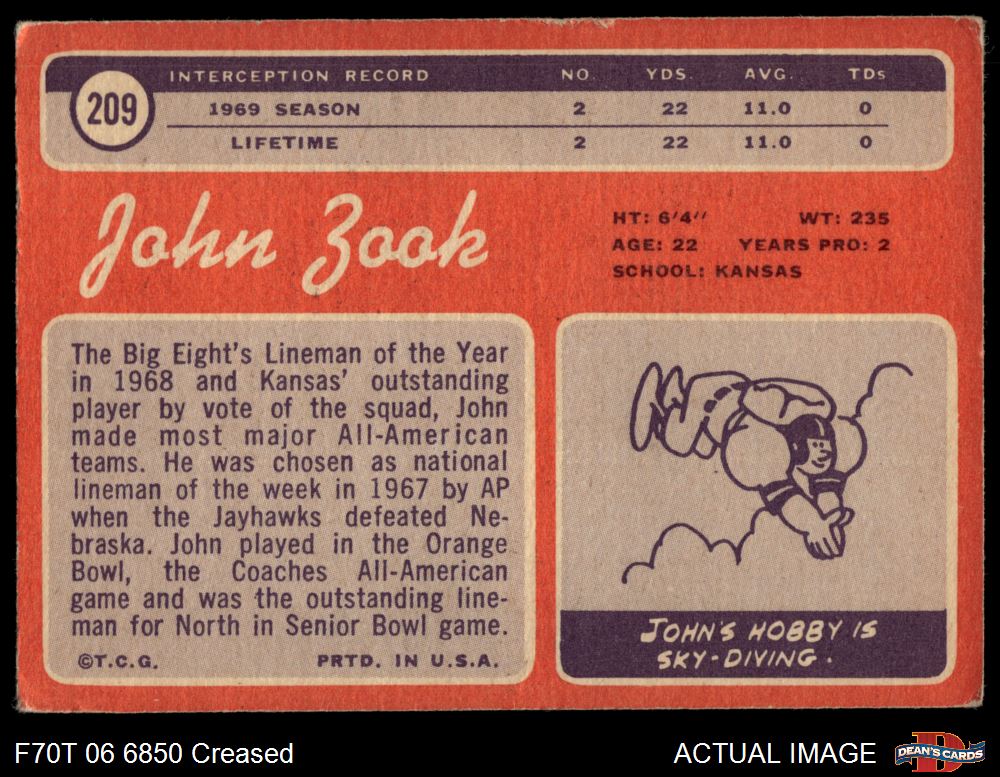 209
INTERCEPTION RECORD NO. YDS. AVG. TDs
1969 SEASON 2 22 11.0 0
LIFETIME 2 22 11.0 0
John Zook
HT: 6'4'' WT: 235
AGE: 22 YEARS PRO: 2
SCHOOL: KANSAS
The Big Eight's Lineman of the Year
in 1968 and Kansas' outstanding
player by vote of the squad, John
made most major All-American
teams. He was chosen as national
lineman of the week in 1967 by AP
when the Jayhawks defeated Ne-
braska. John played in the Orange
Bowl, the Coaches All-American
game and was the outstanding line-
man for North in Senior Bowl game.
©T.C.G. PRTD. IN U.S.A.
JOHN'S HOBBY IS
SKY-DIVING.
F70T 06 6850 Creased
ACTUAL IMAGE
D
DEAN'S CARDS